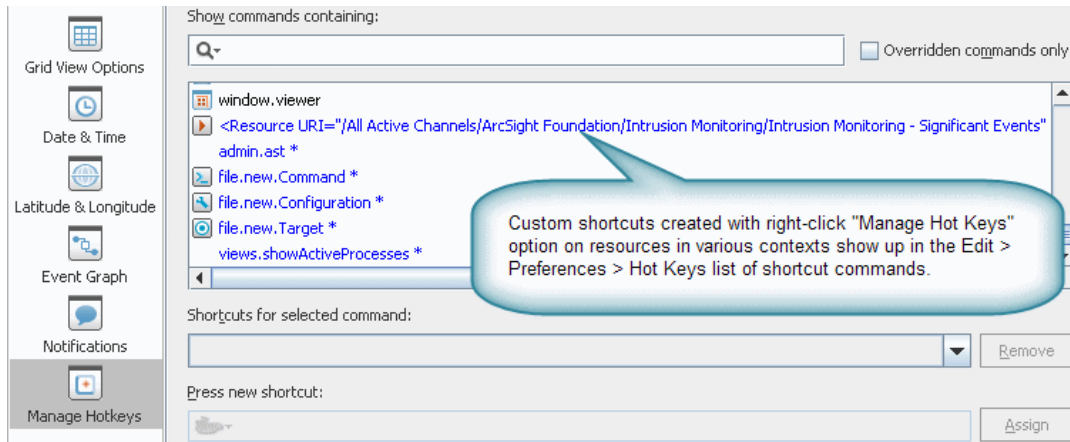 Show commands containing:
Overridden commands only
Grid View Options
Date & Time
Latitude & Longitude
Event Graph
Notifications
Manage Hotkeys
window.viewer
<Resource URI="/All Active Channels/ArcSight Foundation/Intrusion Monitoring/Intrusion Monitoring - Significant Events"
admin.ast *
file.new.Command *
file.new.Configuration *
file.new.Target *
views.showActiveProcesses *
Custom shortcuts created with right-click "Manage Hot Keys"
option on resources in various contexts show up in the Edit >
Preferences > Hot Keys list of shortcut commands.
Shortcuts for selected command:
Remove
Press new shortcut:
Assign